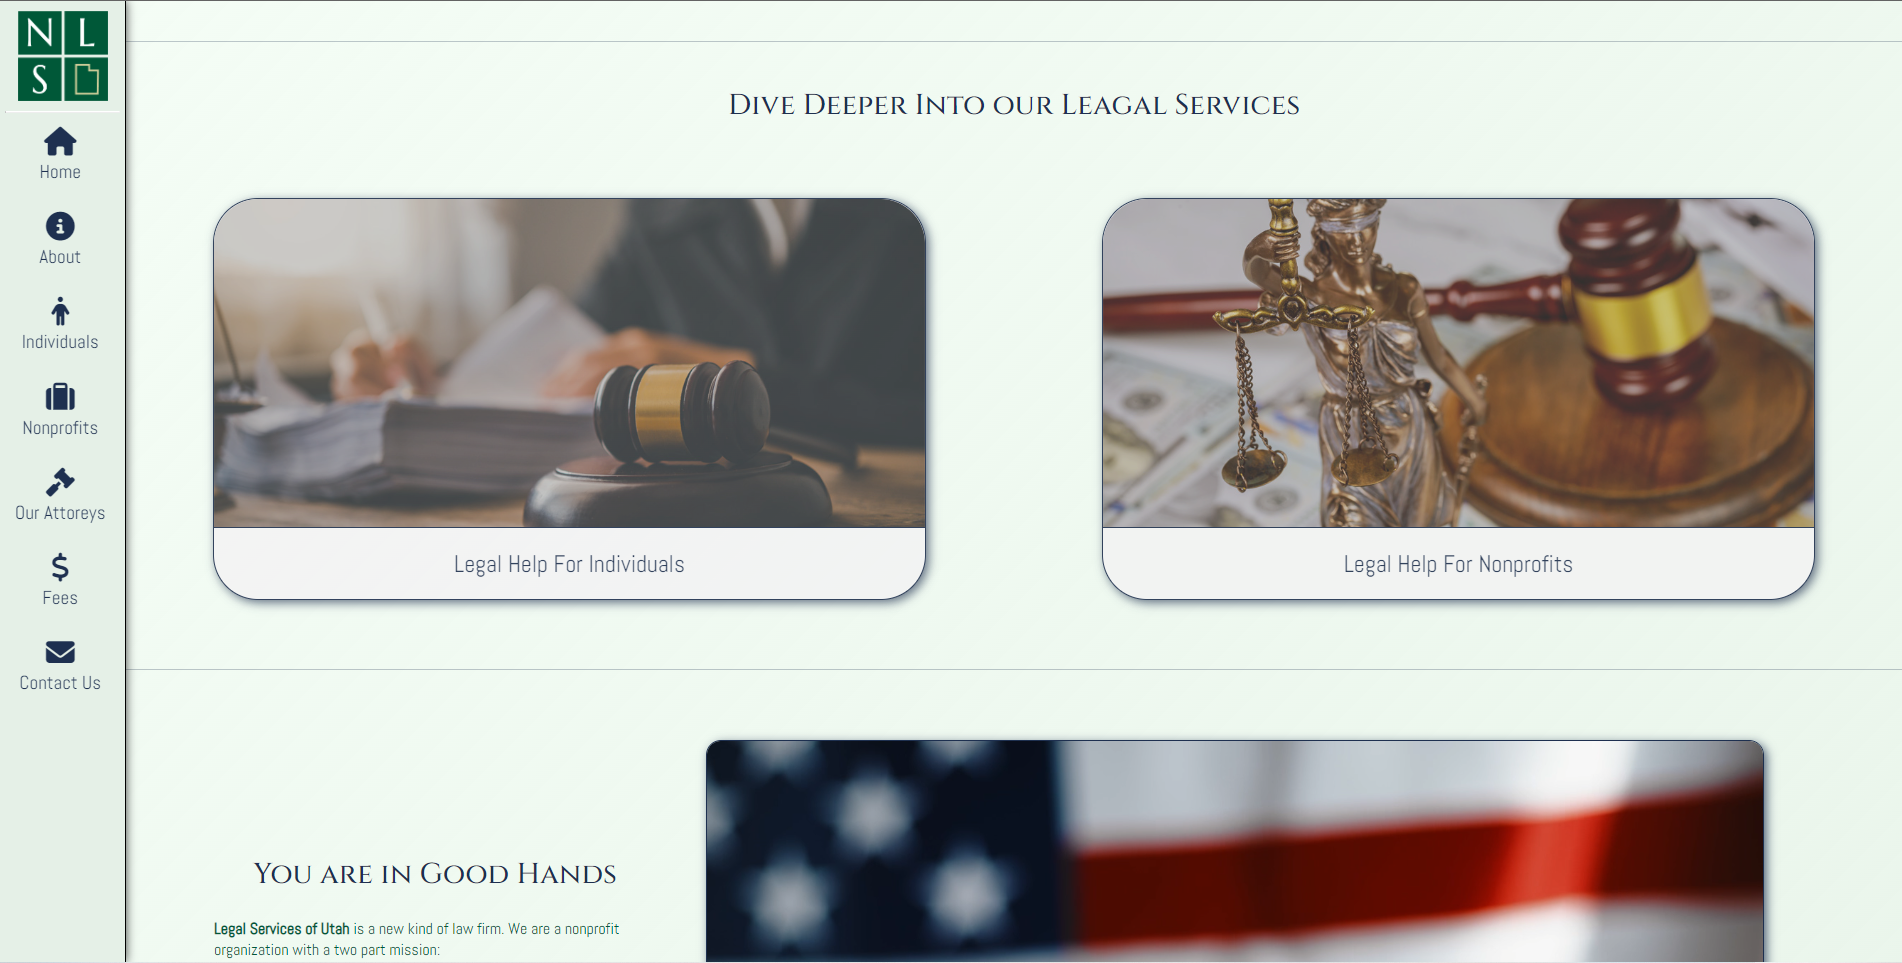 N L
S
Home
About
Individuals
Nonprofits
Our Attoreys
Fees
Contact Us
Dive Deeper Into our Leagal Services
Legal Help For Individuals
Legal Help For Nonprofits
You are in Good Hands
Legal Services of Utah is a new kind of law firm. We are a nonprofit
organization with a two part mission: